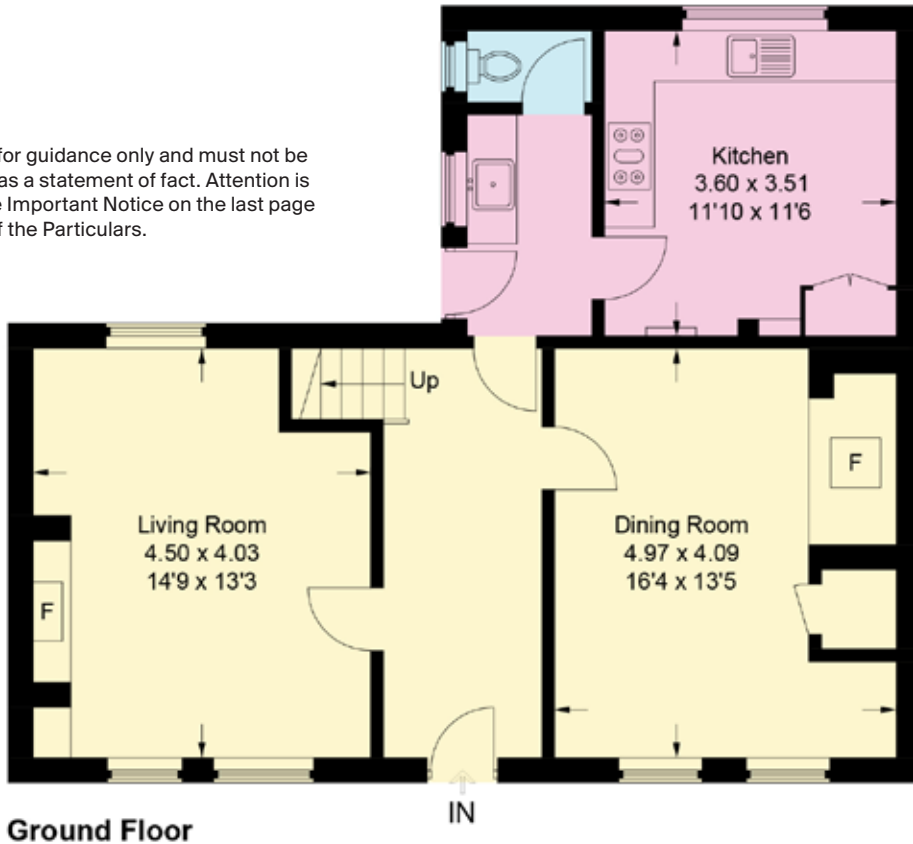 for guidance only and must not be
as a statement of fact. Attention is
Important Notice on the last page
the Particulars.
Kitchen
3.60 x 3.51
11'10 x 11'6
Up
F
Living Room
4.50 x 4.03
14'9 x 13'3
F
Dining Room
4.97 x 4.09
16'4 x 13'5
IN
Ground Floor